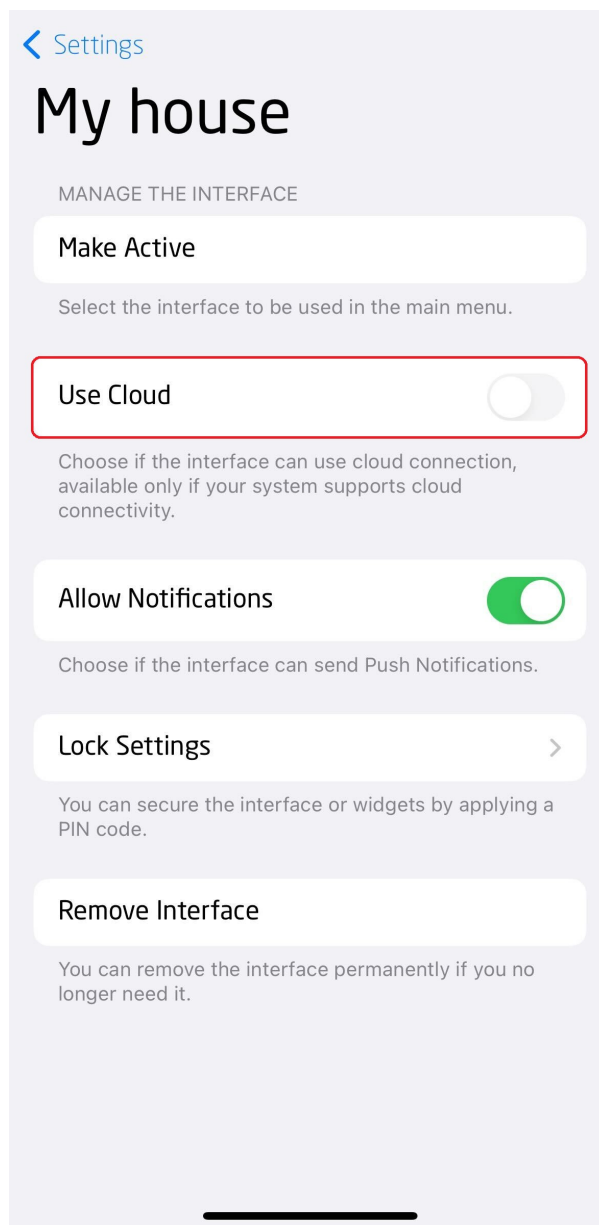 Settings
My house
MANAGE THE INTERFACE
Make Active
Select the interface to be used in the main menu.
Use Cloud
Choose if the interface can use cloud connection,
available only if your system supports cloud
connectivity.
Allow Notifications
Choose if the interface can send Push Notifications.
Lock Settings
You can secure the interface or widgets by applying a
PIN code.
Remove Interface
You can remove the interface permanently if you no
longer need it.